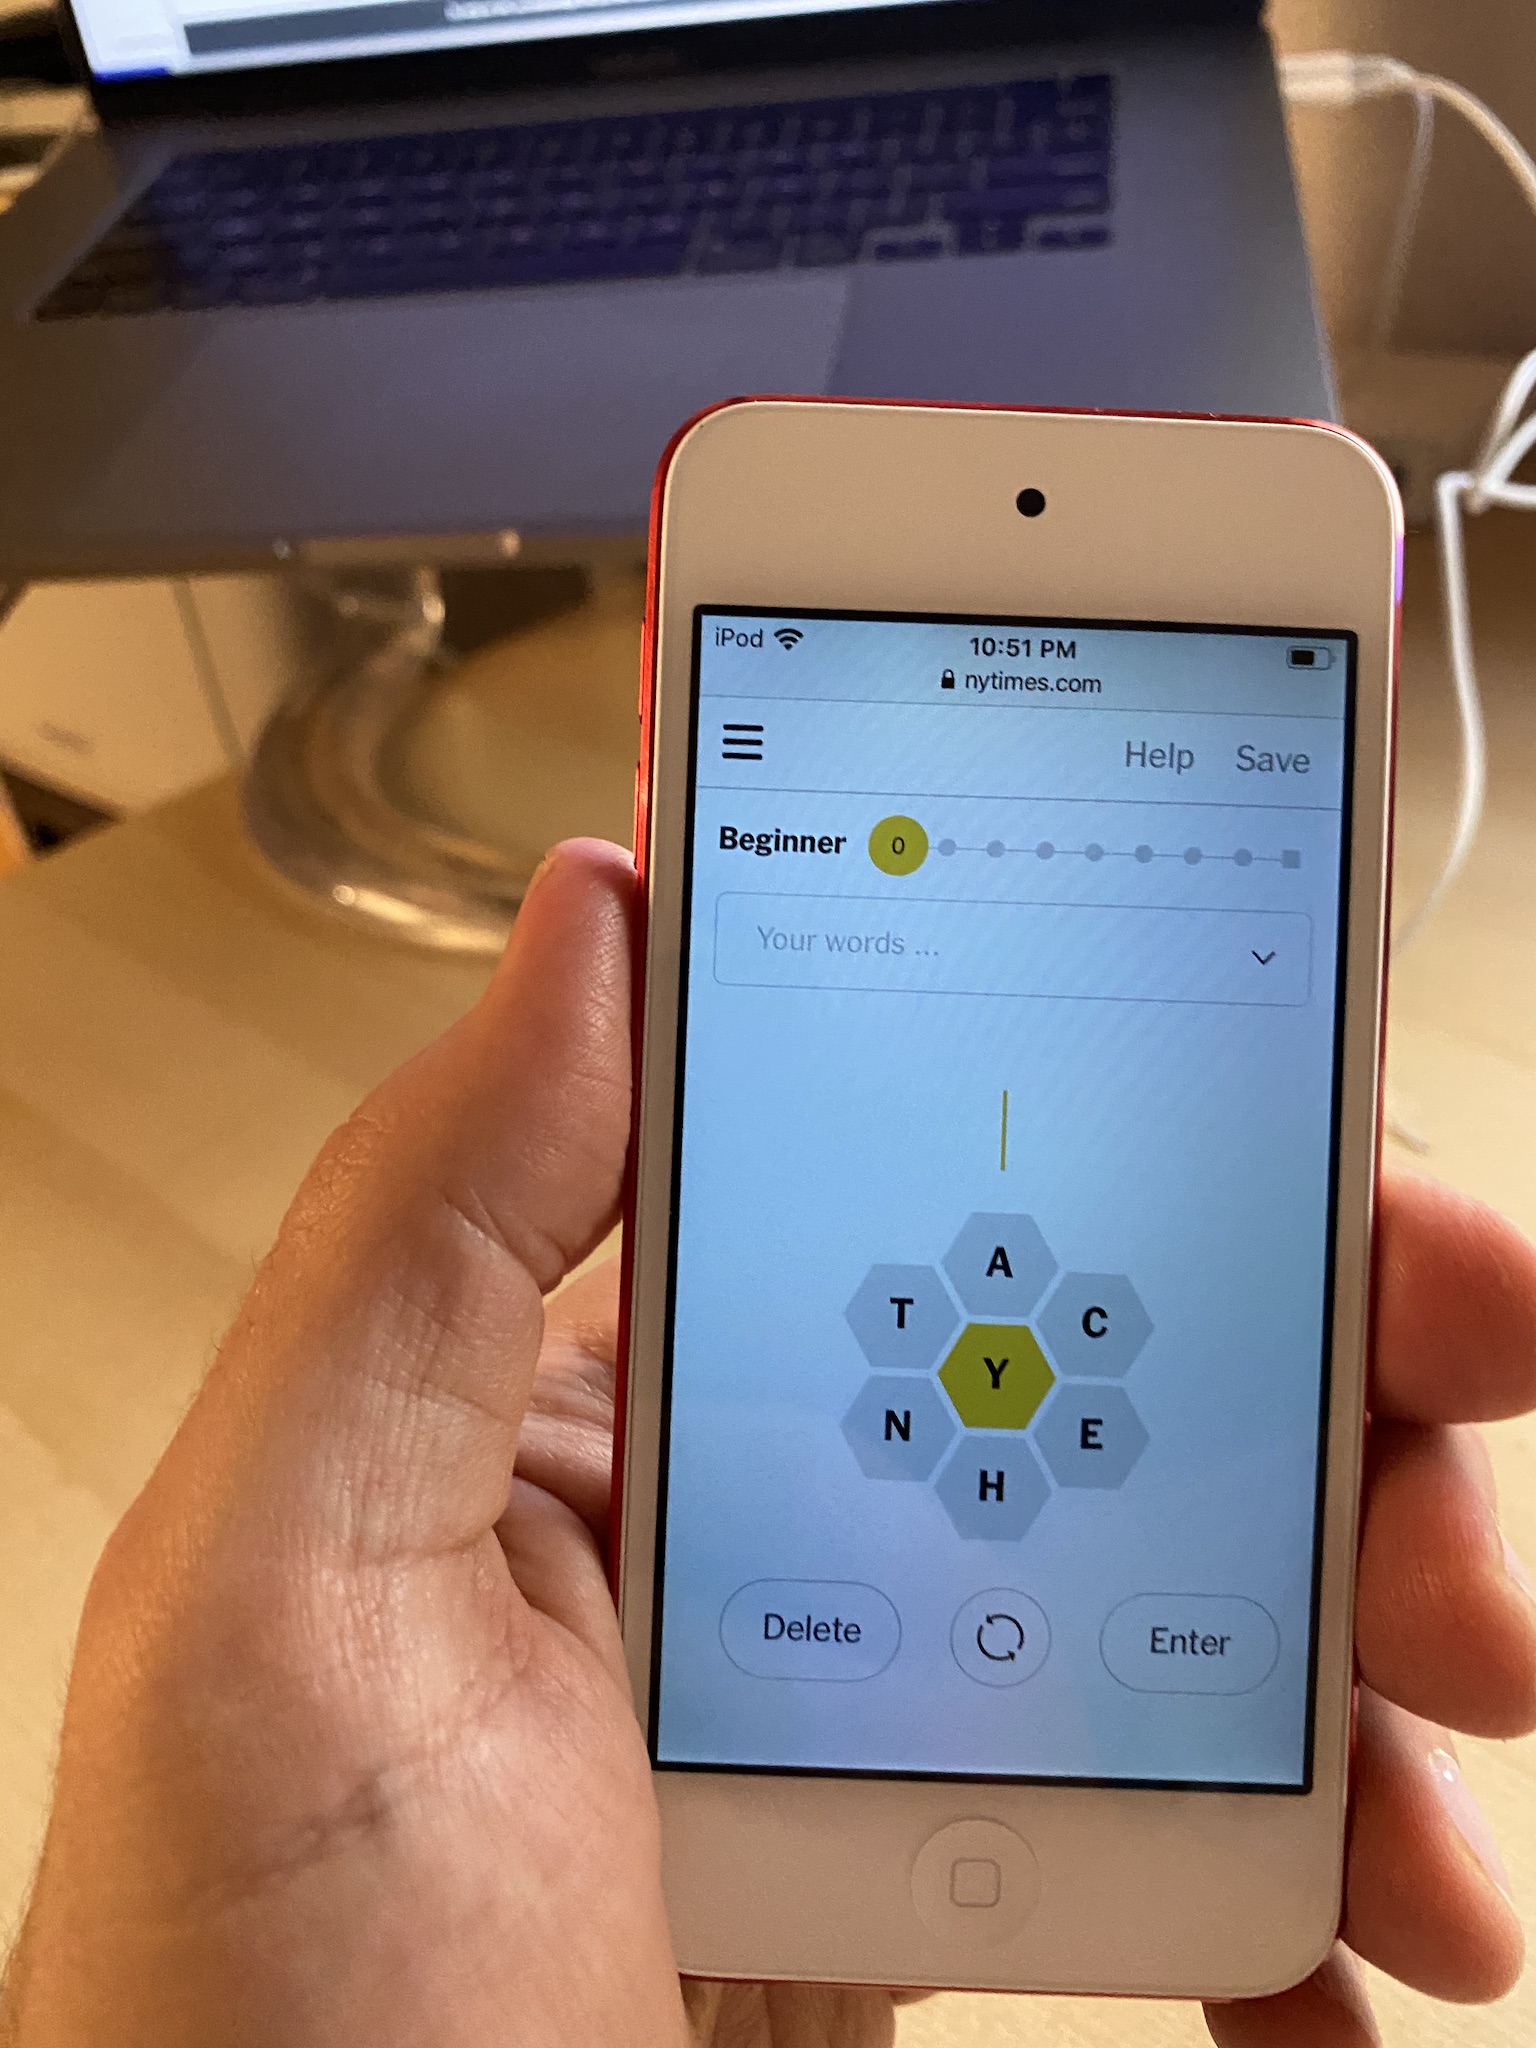 iPod 10:51 PM
nytimes.com
Help Save
Beginner 0
Your words ...
A
T C
Y
N E
H
Delete Enter